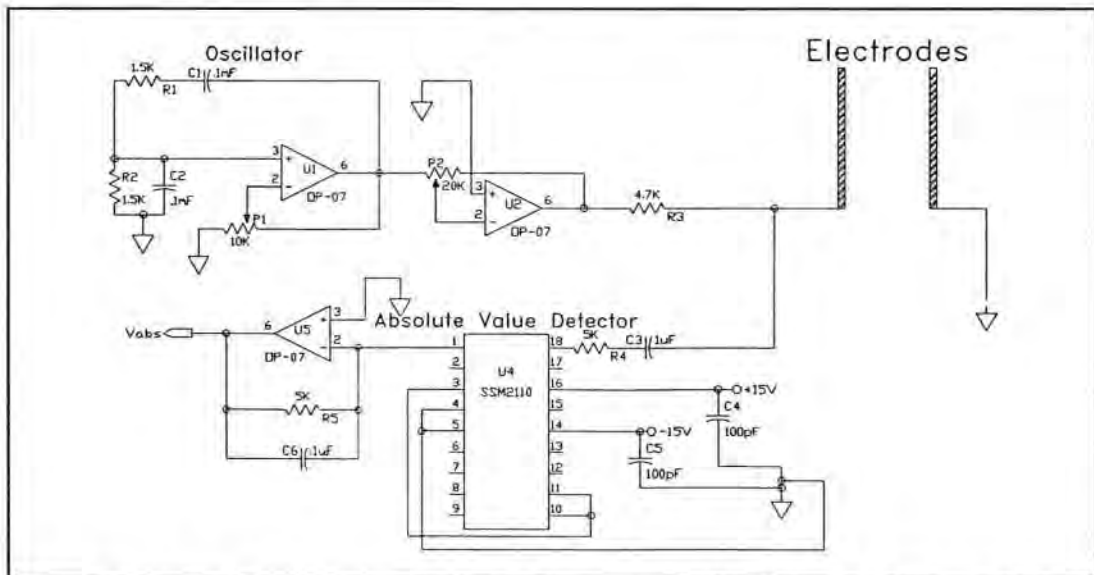 Oscillator
Electrodes
1.5K
R1
C1
.1mF
3
U1
6
2
OP-07
R2
1.5K
C2
.1mF
P1
10K
P2
20K
3
U2
6
2
OP-07
4.7K
R3
Vabs
6
U5
3
2
OP-07
5K
R5
C6
.1uF
Absolute Value Detector
U4
SSM2110
1
2
3
4
5
6
7
8
9
18
17
16
15
14
13
12
11
10
5K
R4
C3
1uF
+15V
C4
100pF
-15V
C5
100pF